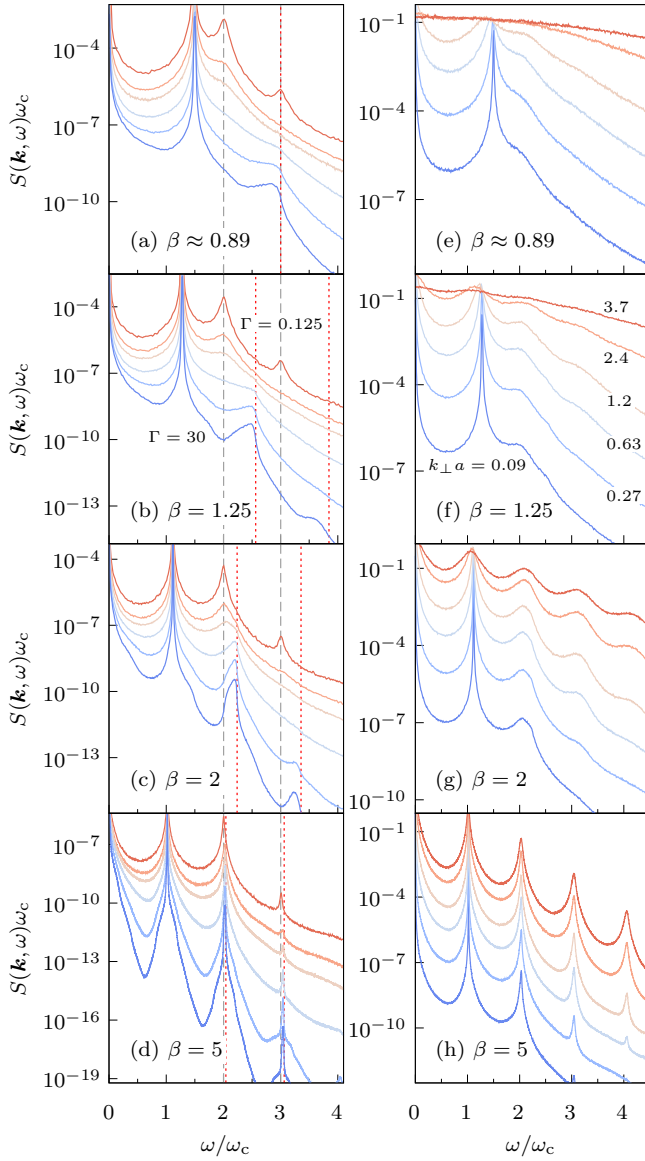 10⁻⁴
10⁻⁷
10⁻¹⁰
S(k, ω)ω_c
(a) β ≈ 0.89
10⁻¹
10⁻⁴
10⁻⁷
S(k, ω)ω_c
(e) β ≈ 0.89
10⁻⁴
10⁻⁷
10⁻¹⁰
10⁻¹³
S(k, ω)ω_c
Γ = 0.125
Γ = 30
(b) β = 1.25
10⁻¹
10⁻⁴
10⁻⁷
3.7
2.4
1.2
0.63
k_⊥a = 0.09
0.27
(f) β = 1.25
10⁻⁴
10⁻⁷
10⁻¹⁰
10⁻¹³
S(k, ω)ω_c
(c) β = 2
10⁻¹
10⁻⁴
10⁻⁷
10⁻¹⁰
(g) β = 2
10⁻⁷
10⁻¹⁰
10⁻¹³
10⁻¹⁶
10⁻¹⁹
S(k, ω)ω_c
(d) β = 5
0 1 2 3 4
ω/ω_c
10⁻¹
10⁻⁴
10⁻⁷
10⁻¹⁰
(h) β = 5
0 1 2 3 4
ω/ω_c